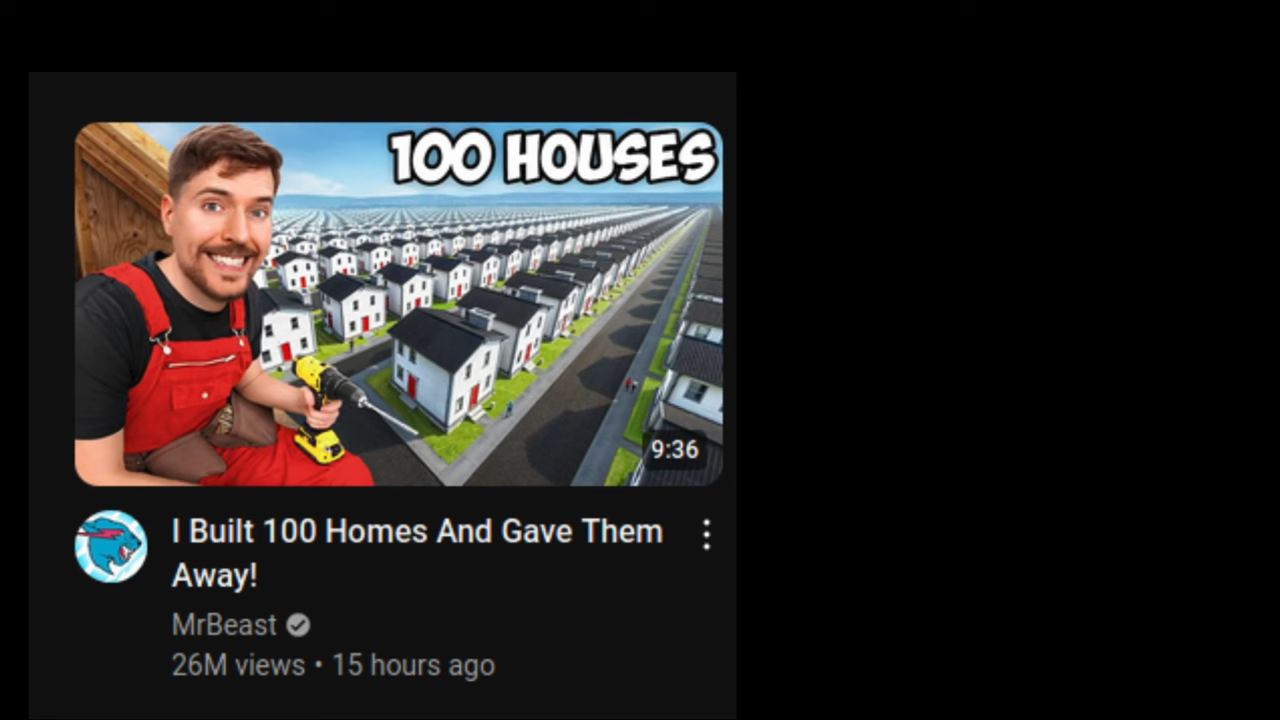 100 HOUSES
9:36
I Built 100 Homes And Gave Them
Away!
MrBeast
26M views • 15 hours ago